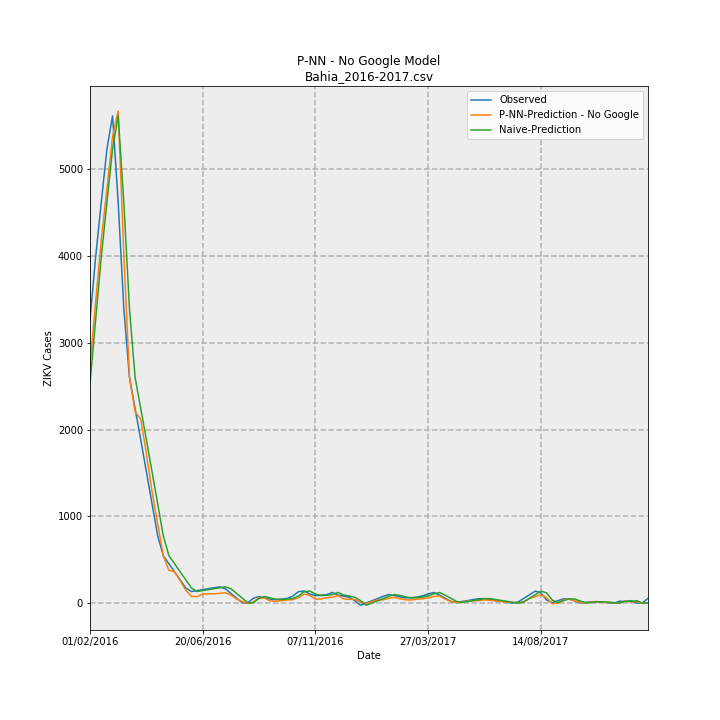 P-NN - No Google Model
Bahia_2016-2017.csv
Observed
P-NN-Prediction - No Google
Naive-Prediction
ZIKV Cases
5000
4000
3000
2000
1000
0
01/02/2016
20/06/2016
07/11/2016
27/03/2017
14/08/2017
Date